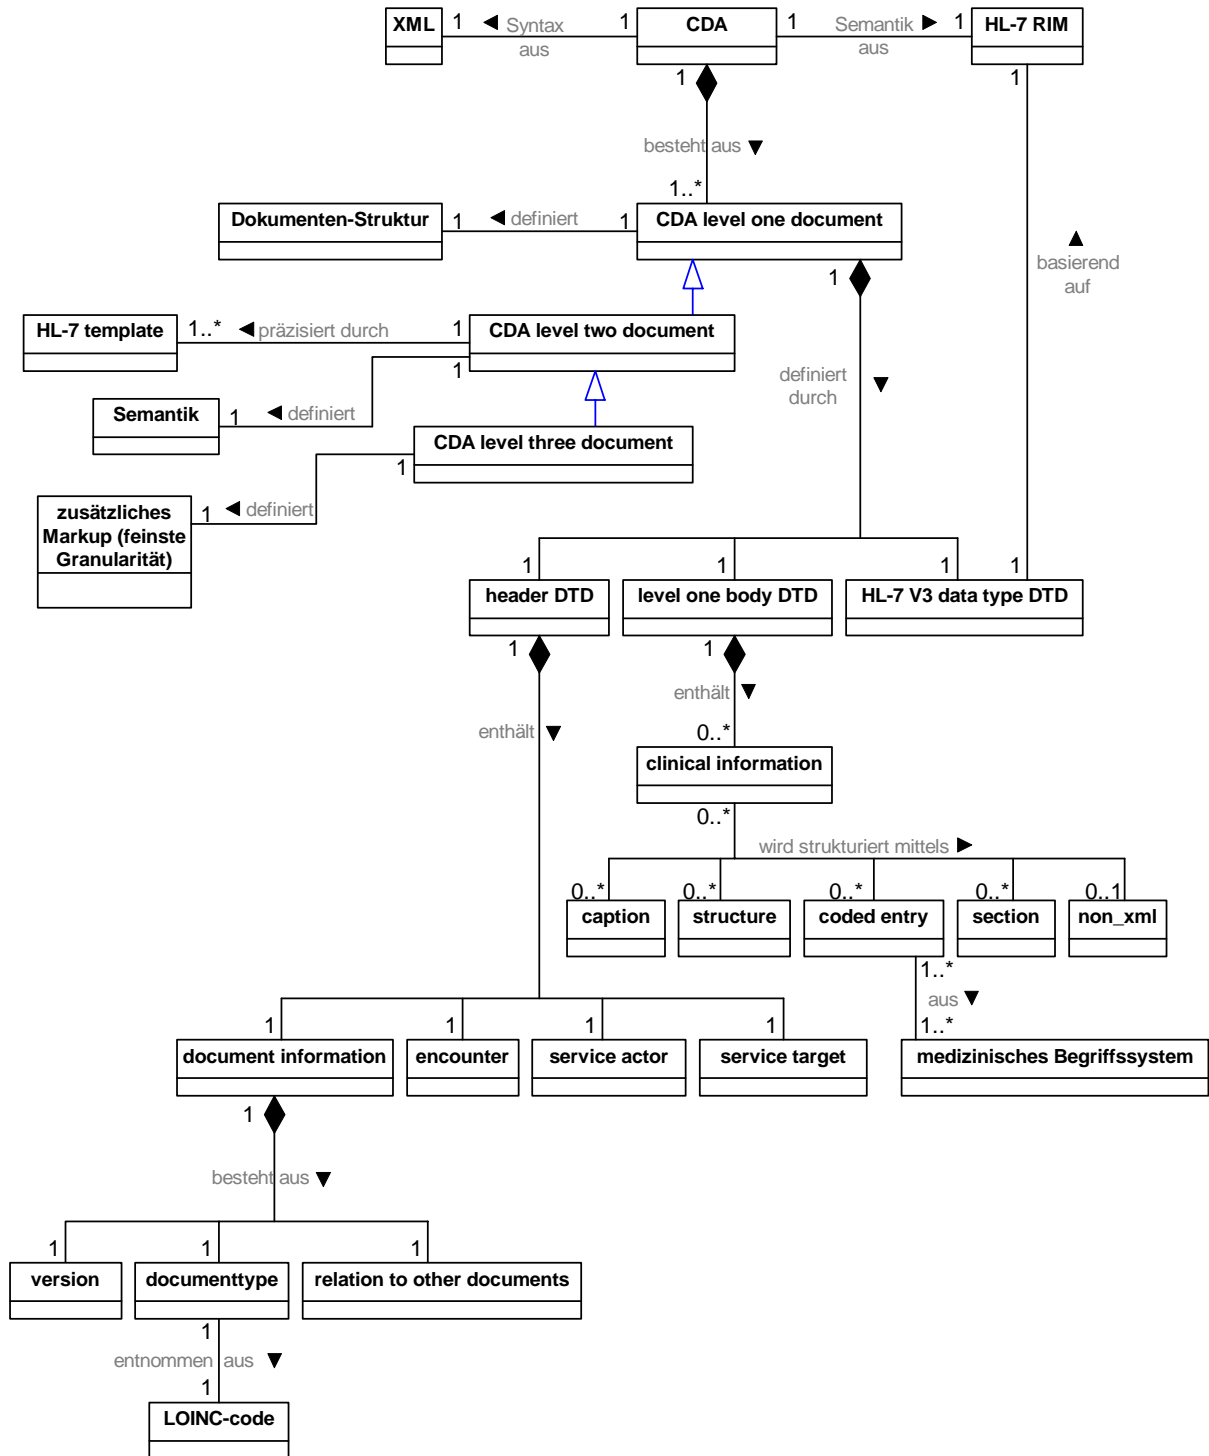 XML 1 ◄ Syntax 1 CDA 1 Semantik ► 1 HL-7 RIM
aus aus
1 1
besteht aus ▼
1..*
Dokumenten-Struktur 1 ◄ definiert 1 CDA level one document
1
▲
basierend
auf
HL-7 template 1..* ◄ präzisiert durch 1 CDA level two document
1
definiert ▼
durch
Semantik 1 ◄ definiert
CDA level three document
1
zusätzliches
Markup (feinste
Granularität)
1 ◄ definiert
1 1 1 1
header DTD level one body DTD HL-7 V3 data type DTD
1 1
enthält ▼
enthält ▼
0..*
clinical information
0..*
wird strukturiert mittels ►
0..* 0..* 0..* 0..* 0..1
caption structure coded entry section non_xml
1..*
aus ▼
1 1 1 1 1..*
document information encounter service actor service target medizinisches Begriffssystem
1
besteht aus ▼
1 1 1
version documenttype relation to other documents
1
entnommen aus ▼
1
LOINC-code